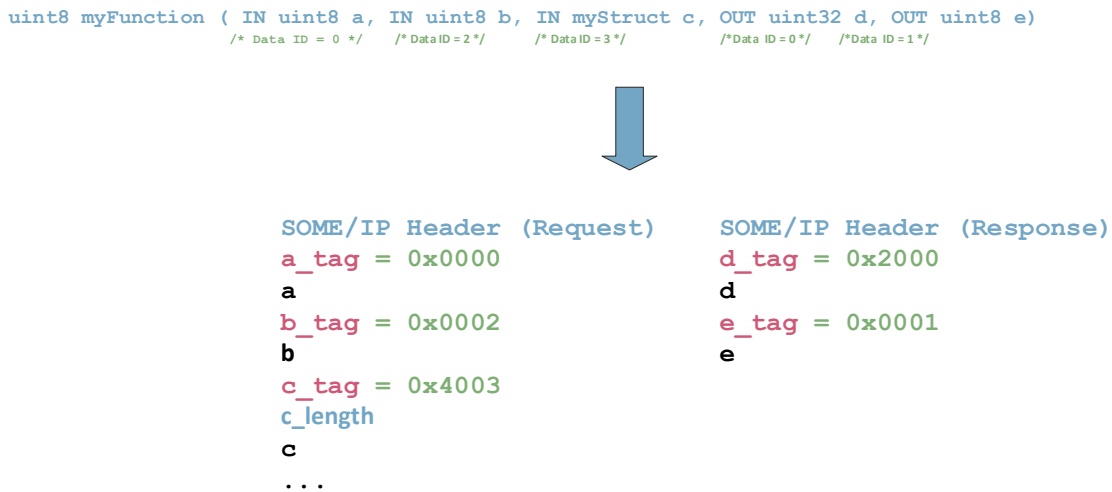 uint8 myFunction ( IN uint8 a, IN uint8 b, IN myStruct c, OUT uint32 d, OUT uint8 e)
/* Data ID = 0 */ /* Data ID = 2 */ /* Data ID = 3 */ /*Data ID = 0 */ /*Data ID = 1 */
SOME/IP Header (Request)
a_tag = 0x0000
a
b_tag = 0x0002
b
c_tag = 0x4003
c_length
c
...
SOME/IP Header (Response)
d_tag = 0x2000
d
e_tag = 0x0001
e